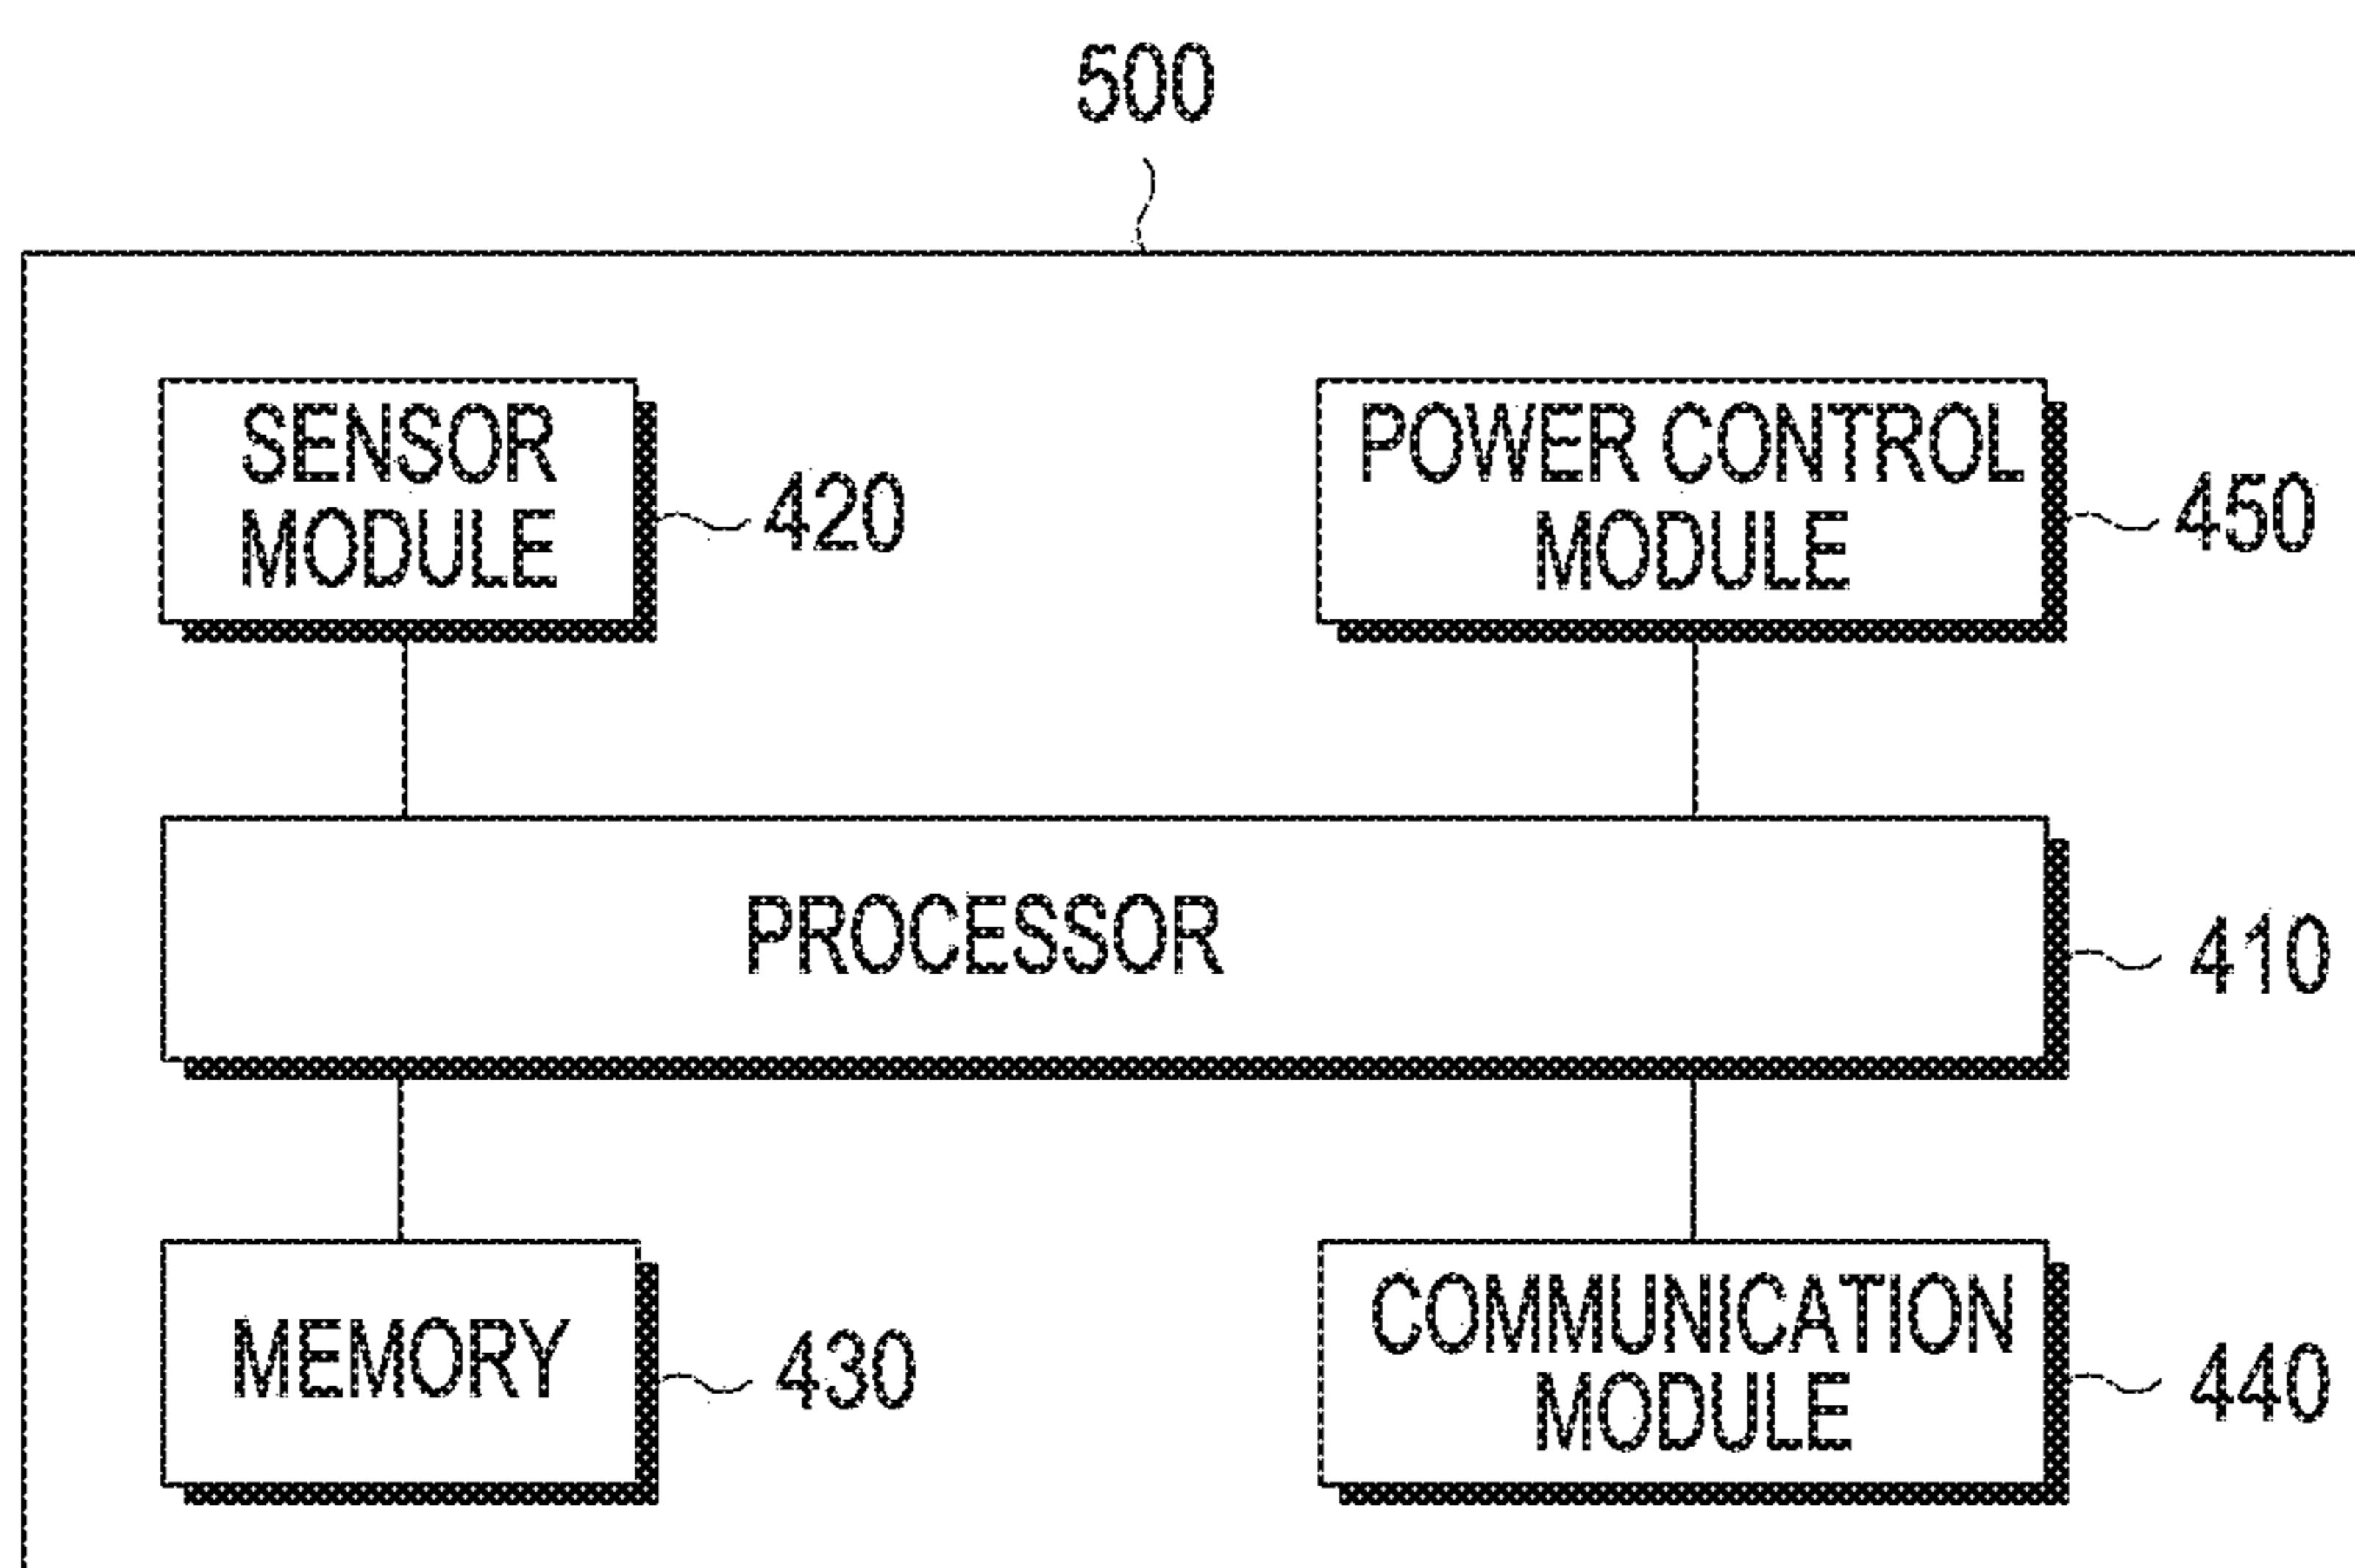 500
SENSOR
MODULE
420
POWER CONTROL
MODULE
450
PROCESSOR
410
MEMORY
430
COMMUNICATION
MODULE
440